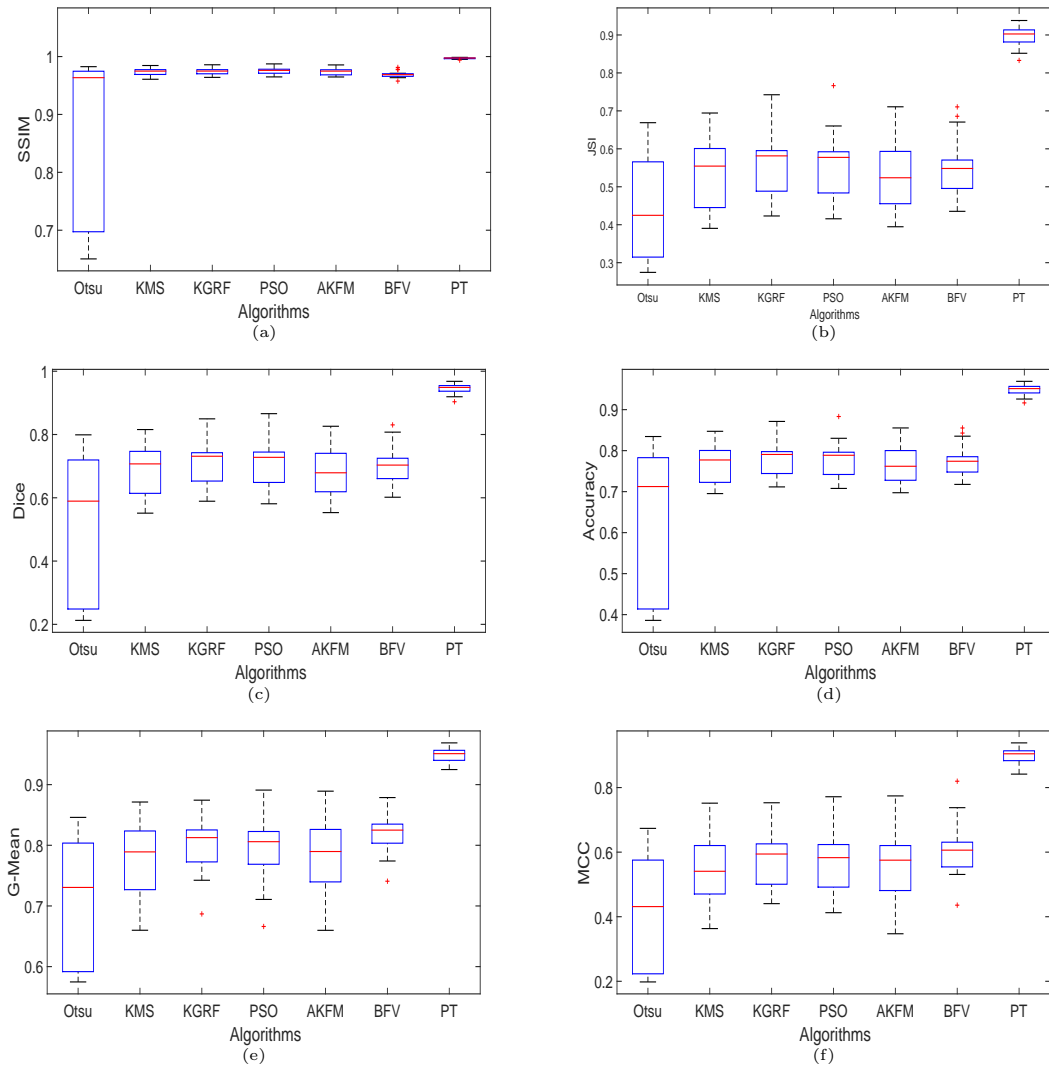 SSIM
1
0.9
0.8
0.7
Otsu KMS KGRF PSO AKFM BFV PT
Algorithms
(a)
JSI
0.9
0.8
0.7
0.6
0.5
0.4
0.3
Otsu KMS KGRF PSO AKFM BFV PT
Algorithms
(b)
Dice
1
0.8
0.6
0.4
0.2
Otsu KMS KGRF PSO AKFM BFV PT
Algorithms
(c)
Accuracy
0.9
0.8
0.7
0.6
0.5
0.4
Otsu KMS KGRF PSO AKFM BFV PT
Algorithms
(d)
G-Mean
0.9
0.8
0.7
0.6
Otsu KMS KGRF PSO AKFM BFV PT
Algorithms
(e)
MCC
0.8
0.6
0.4
0.2
Otsu KMS KGRF PSO AKFM BFV PT
Algorithms
(f)